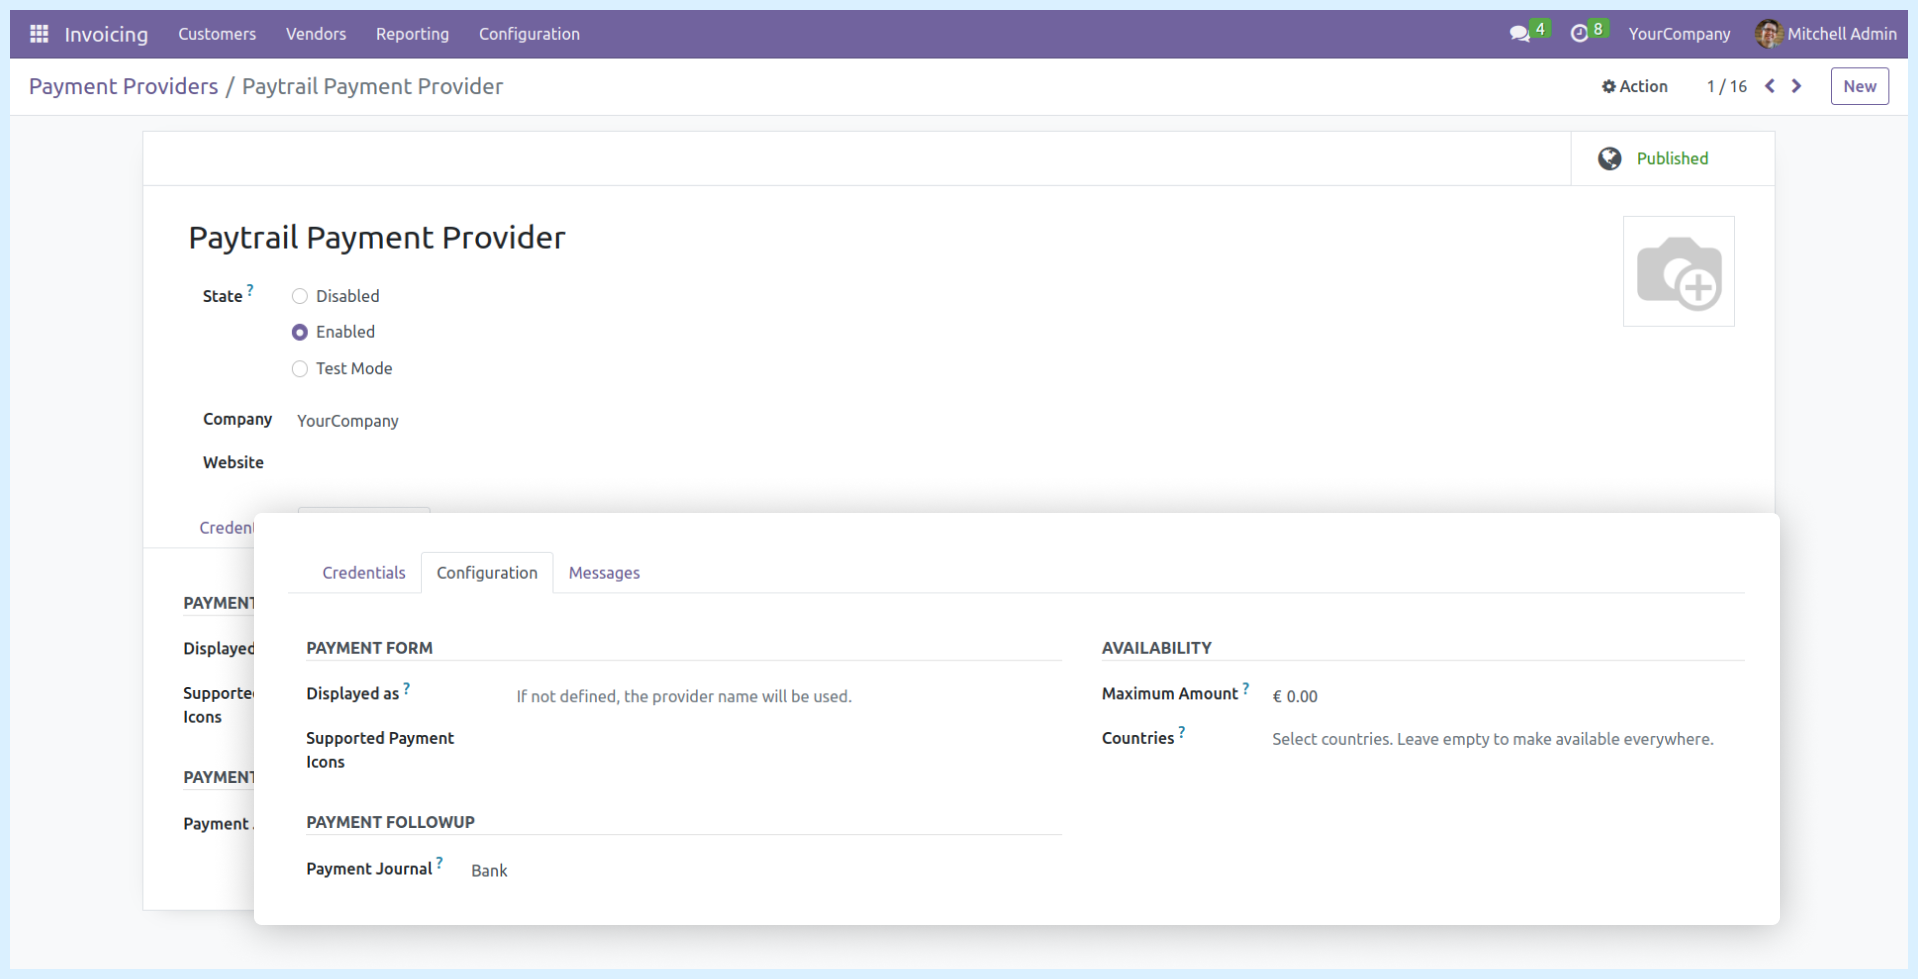 Invoicing Customers Vendors Reporting Configuration 4 8 YourCompany Mitchell Admin
Payment Providers / Paytrail Payment Provider Action 1 / 16 New
Published
Paytrail Payment Provider
State ? Disabled
Enabled
Test Mode
Company YourCompany
Website
Credentials Configuration Messages
PAYMENT
Displayed
Icons
PAYMENT
Payment
PAYMENT FORM AVAILABILITY
Displayed as ? If not defined, the provider name will be used. Maximum Amount ? € 0.00
Supported Payment Countries ? Select countries. Leave empty to make available everywhere.
Icons
PAYMENT FOLLOWUP
Payment Journal ? Bank